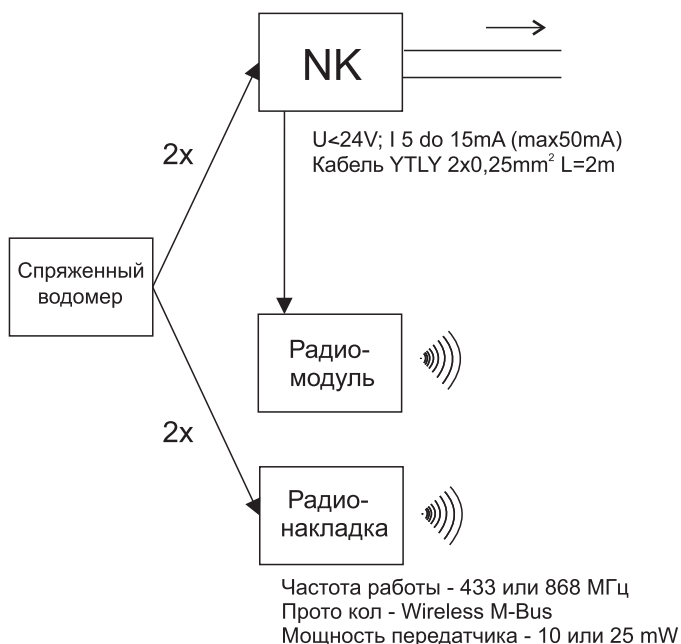 NK
U<24V; I 5 do 15mA (max50mA)
Кабель YTLY 2x0,25mm² L=2m
2x
Спряженный
водомер
Радио-
модуль
2x
Радио-
накладка
Частота работы - 433 или 868 МГц
Прото кол - Wireless M-Bus
Мощность передатчика - 10 или 25 mW